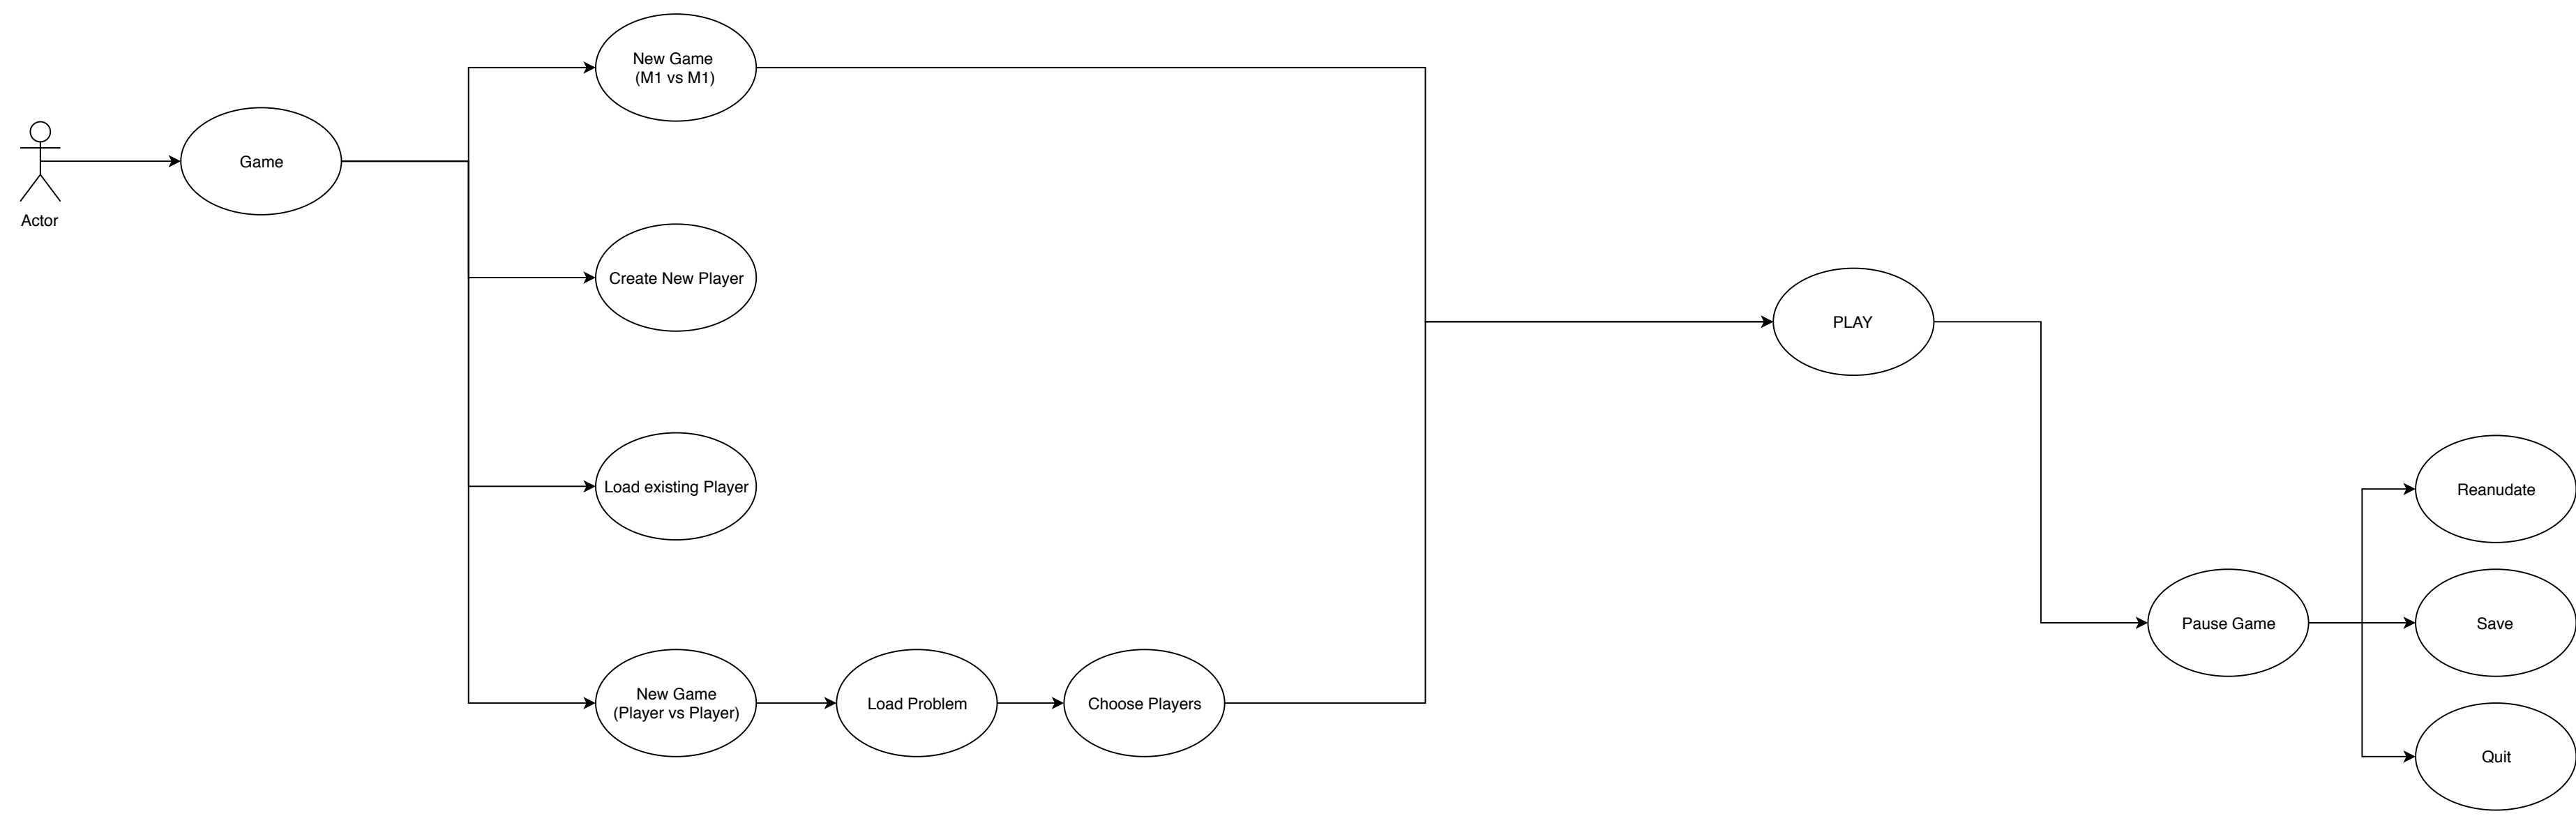 New Game
(M1 vs M1)
Game
Actor
Create New Player
PLAY
Load existing Player
Reanudate
Pause Game
Save
New Game
(Player vs Player)
Load Problem
Choose Players
Quit